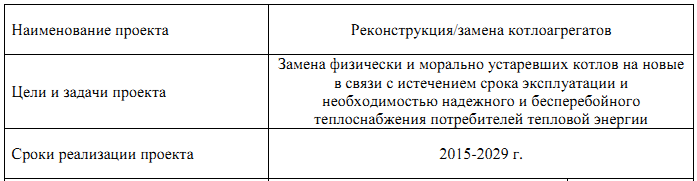 Наименование проекта
Реконструкция/замена котлоагрегатов
Цели и задачи проекта
Замена физически и морально устаревших котлов на новые
в связи с истечением срока эксплуатации и
необходимостью надежного и бесперебойного
теплоснабжения потребителей тепловой энергии
Сроки реализации проекта
2015-2029 г.